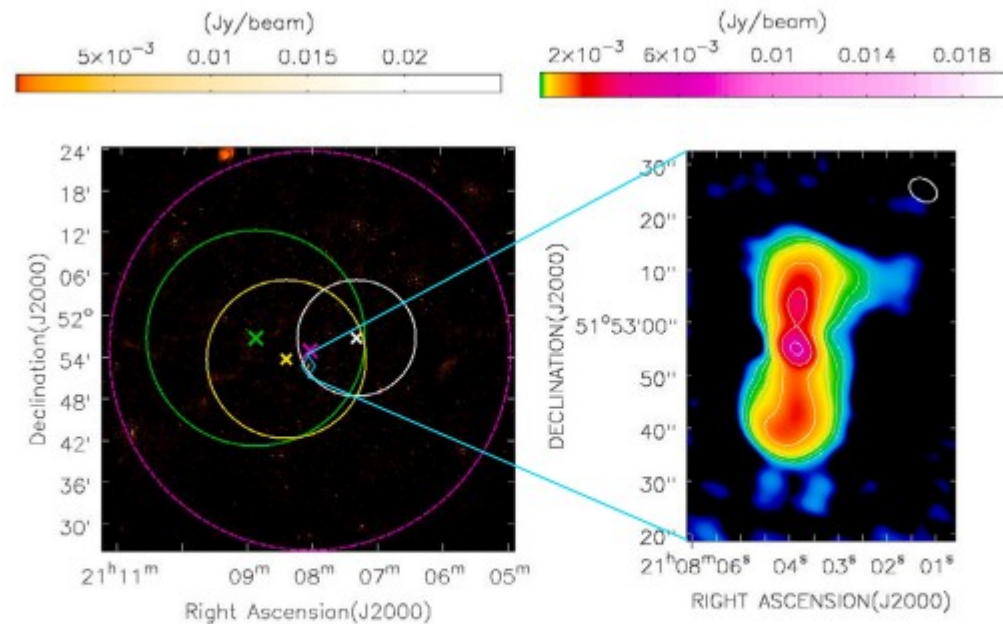 (Jy/beam)
5×10⁻³ 0.01 0.015 0.02
(Jy/beam)
2×10⁻³ 6×10⁻³ 0.01 0.014 0.018
24'
18'
12'
06'
52°
54'
48'
42'
36'
30'
Declination(J2000)
21ʰ11ᵐ 09ᵐ 08ᵐ 07ᵐ 06ᵐ 05ᵐ
Right Ascension(J2000)
30"
20"
10"
51°53'00"
50"
40"
30"
20"
DECLINATION(J2000)
21ʰ08ᵐ06ˢ 04ˢ 03ˢ 02ˢ 01ˢ
RIGHT ASCENSION(J2000)